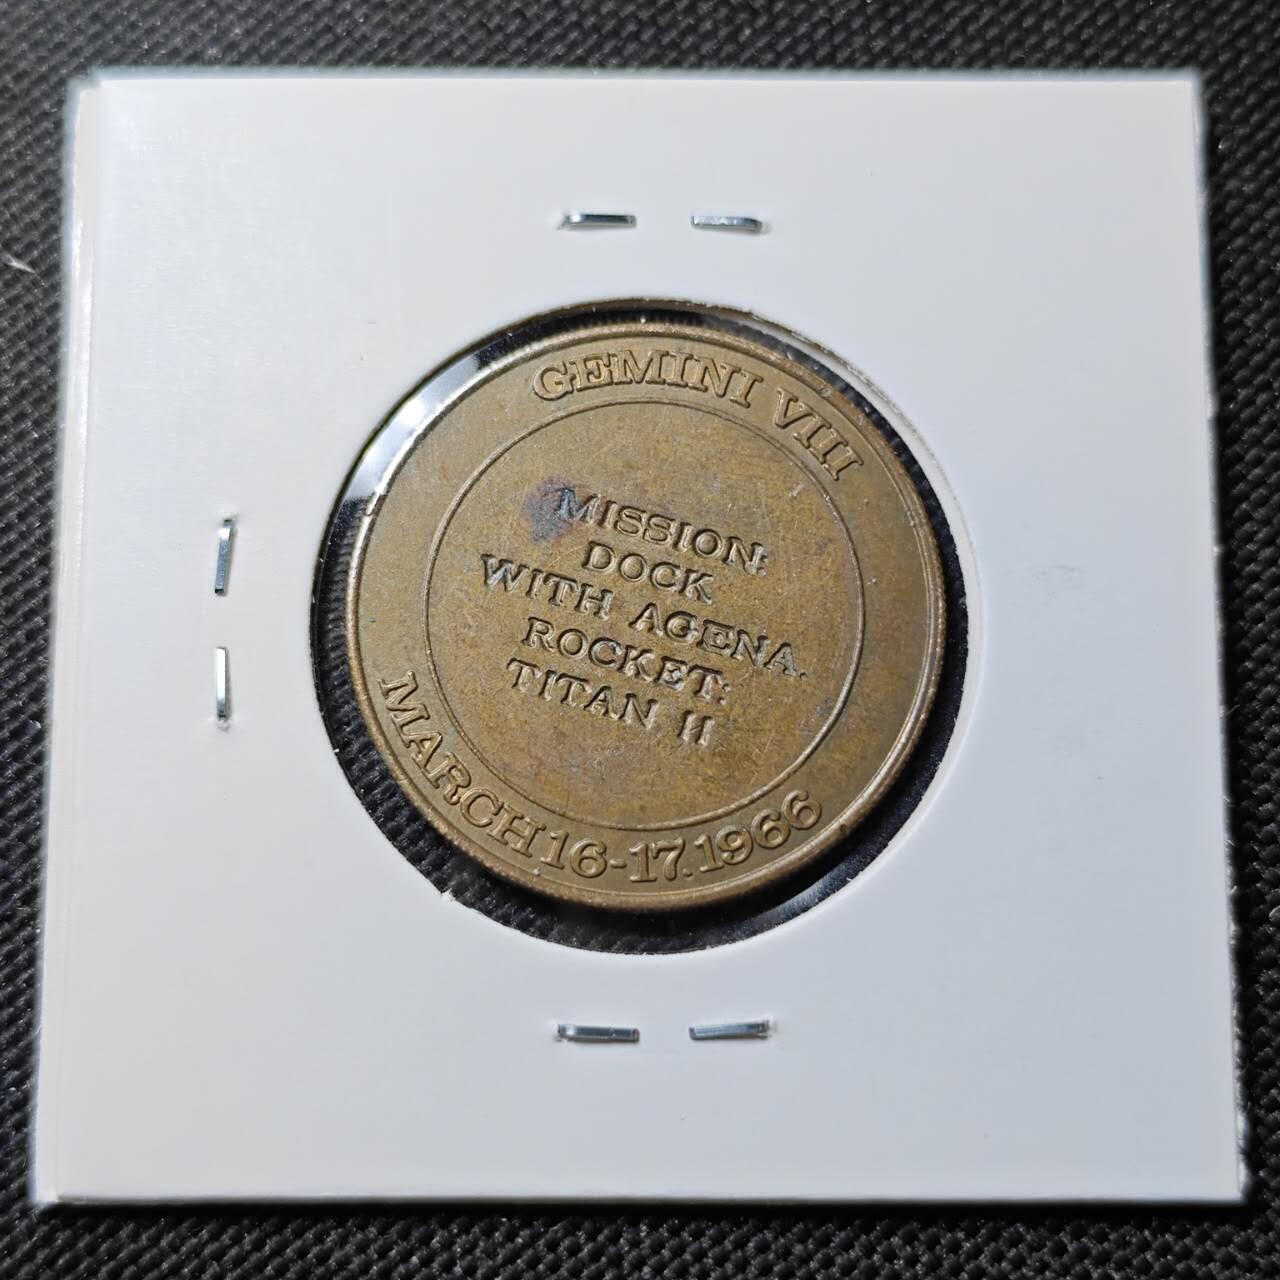 GEMINI VIII
MISSION:
DOCK
WITH AGENA.
ROCKET:
TITAN II
MARCH 16-17.1966